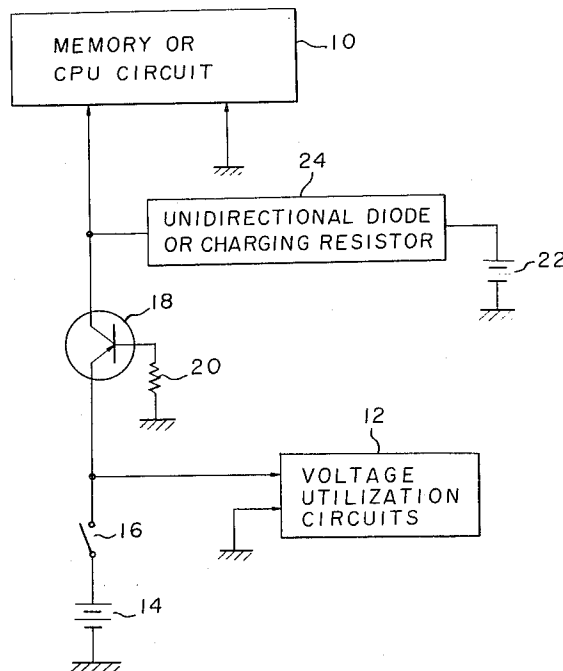 MEMORY OR
CPU CIRCUIT
10
24
UNIDIRECTIONAL DIODE
OR CHARGING RESISTOR
22
18
20
12
VOLTAGE
UTILIZATION
CIRCUITS
16
14